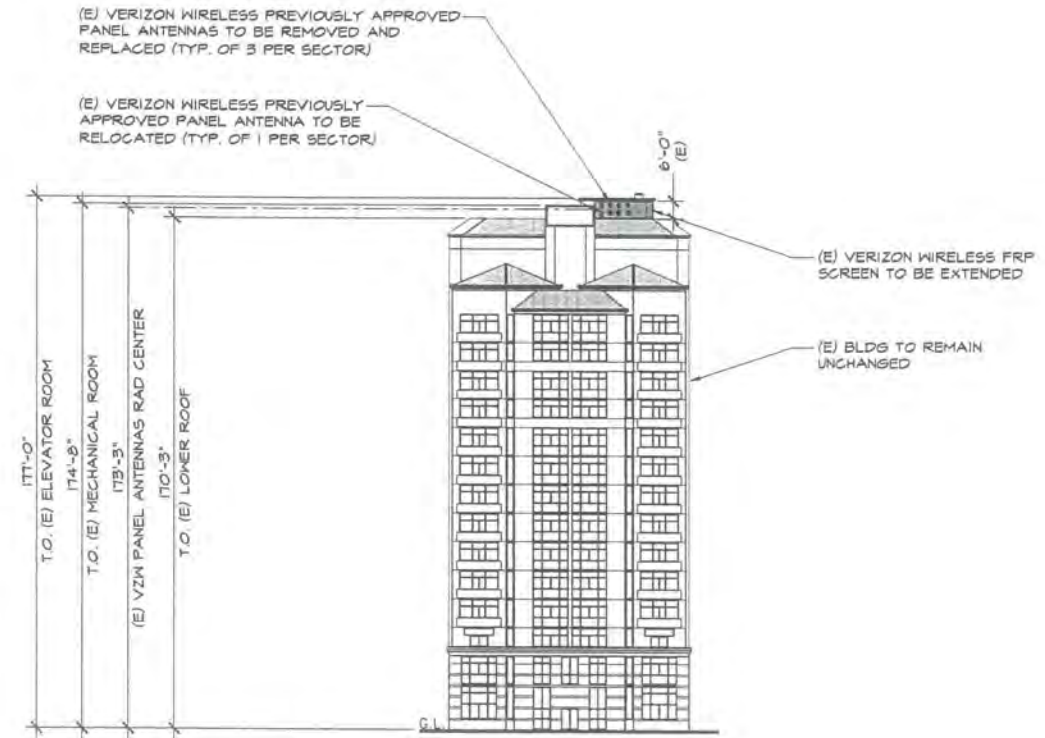 (E) VERIZON WIRELESS PREVIOUSLY APPROVED
PANEL ANTENNAS TO BE REMOVED AND
REPLACED (TYP. OF 3 PER SECTOR)
(E) VERIZON WIRELESS PREVIOUSLY
APPROVED PANEL ANTENNA TO BE
RELOCATED (TYP. OF 1 PER SECTOR)
6'-0"
(E)
(E) VERIZON WIRELESS FRP
SCREEN TO BE EXTENDED
(E) BLDG TO REMAIN
UNCHANGED
177'-0"
T.O. (E) ELEVATOR ROOM
174'-8"
T.O. (E) MECHANICAL ROOM
173'-3"
(E) VZW PANEL ANTENNAS RAD CENTER
170'-3"
T.O. (E) LOWER ROOF
G.L.